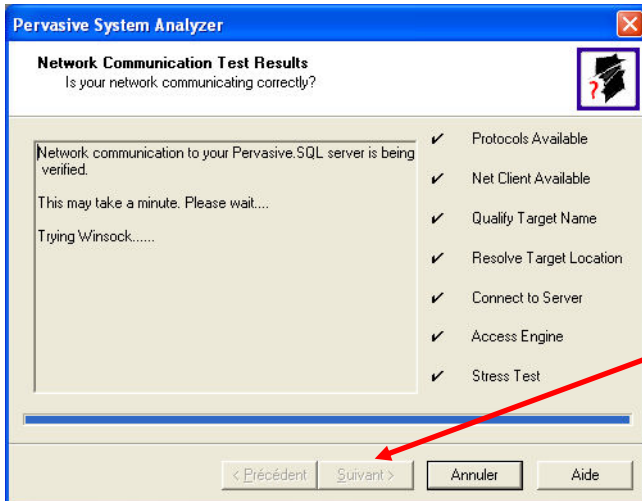 Pervasive System Analyzer
Network Communication Test Results
Is your network communicating correctly?
Network communication to your Pervasive.SQL server is being
verified.
This may take a minute. Please wait....
Trying Winsock......
Protocols Available
Net Client Available
Qualify Target Name
Resolve Target Location
Connect to Server
Access Engine
Stress Test
< Précédent
Suivant >
Annuler
Aide